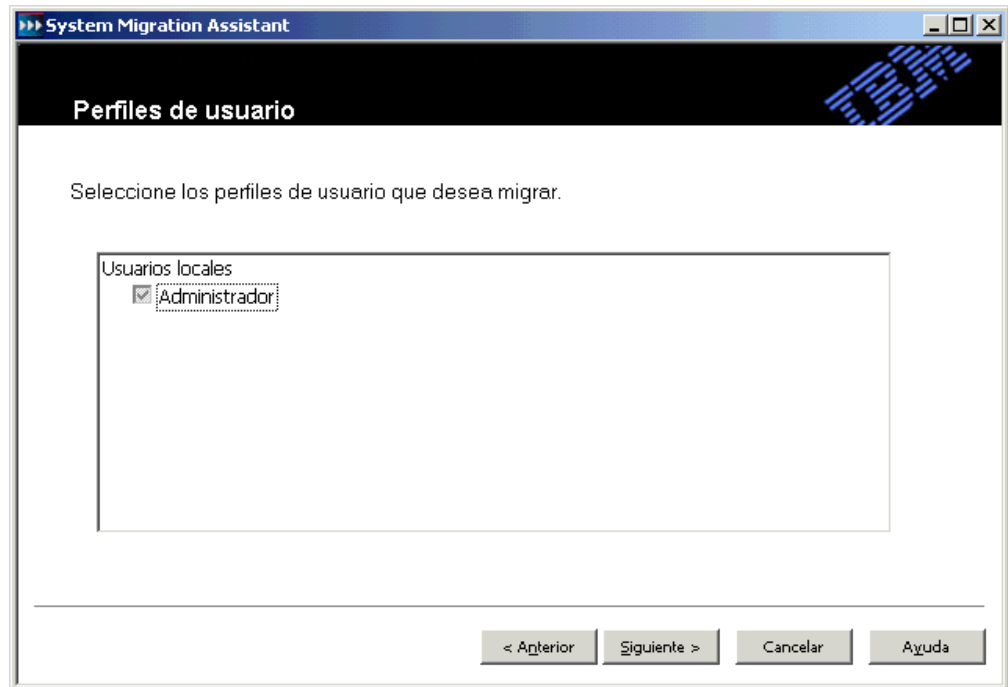 System Migration Assistant
IBM
Perfiles de usuario
Seleccione los perfiles de usuario que desea migrar.
Usuarios locales
Administrador
< Anterior
Siguiente >
Cancelar
Ayuda